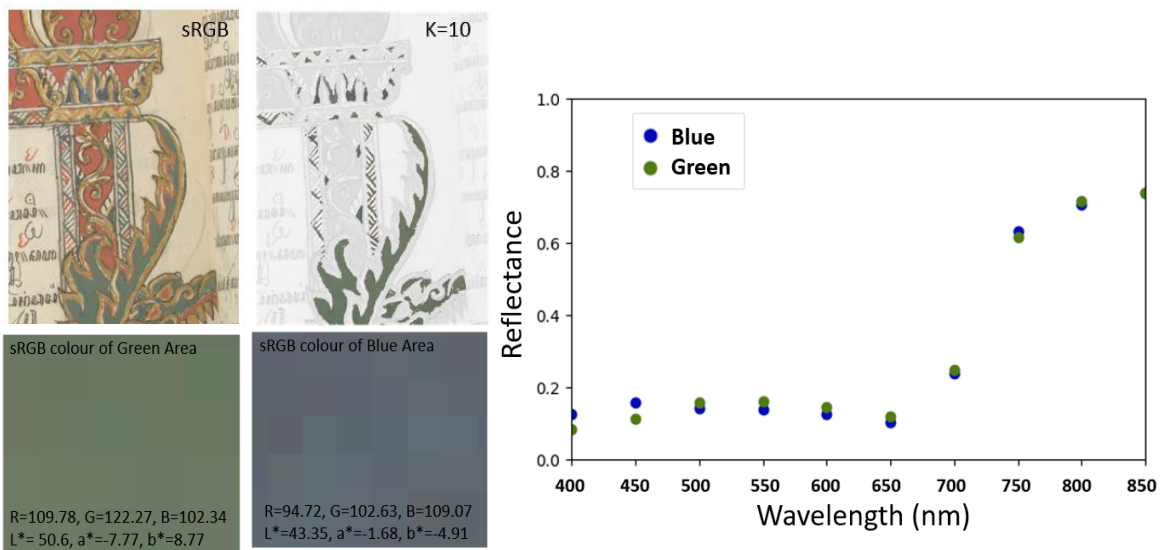 sRGB
K=10
sRGB colour of Green Area
R=109.78, G=122.27, B=102.34
L*= 50.6, a*=-7.77, b*=8.77
sRGB colour of Blue Area
R=94.72, G=102.63, B=109.07
L*=43.35, a*=-1.68, b*=-4.91
Reflectance
1.0
0.8
0.6
0.4
0.2
0.0
Blue
Green
400 450 500 550 600 650 700 750 800 850
Wavelength (nm)